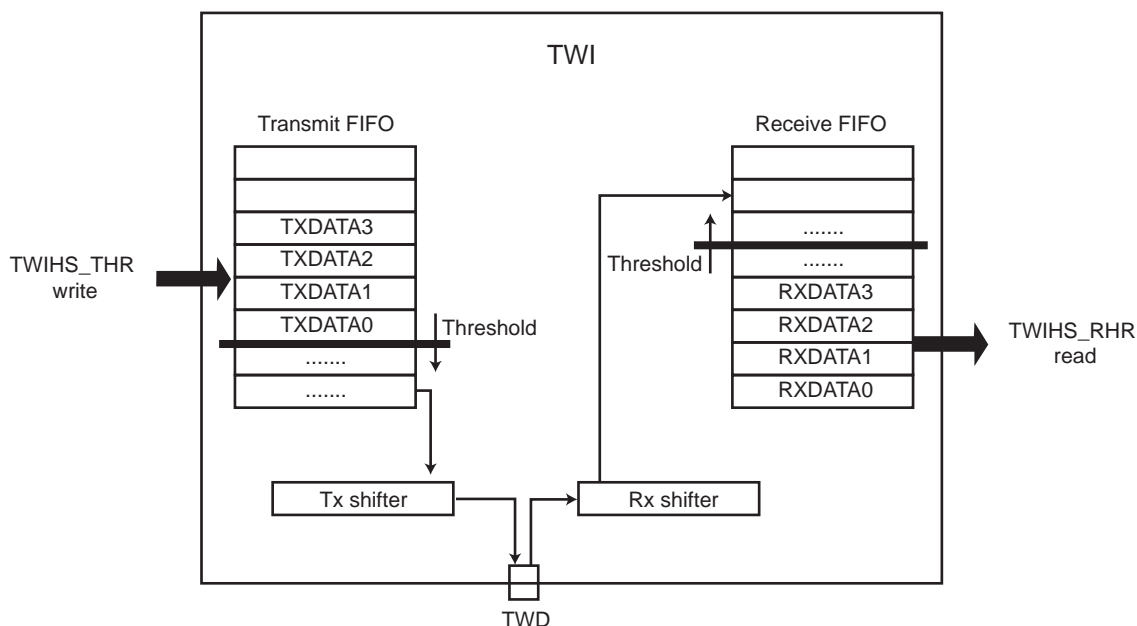 TWI
Transmit FIFO
Receive FIFO
TXDATA3
.......
TWIHS_THR
write
TXDATA2
Threshold
.......
TXDATA1
RXDATA3
TXDATA0
Threshold
RXDATA2
TWIHS_RHR
read
.......
RXDATA1
.......
RXDATA0
Tx shifter
Rx shifter
TWD